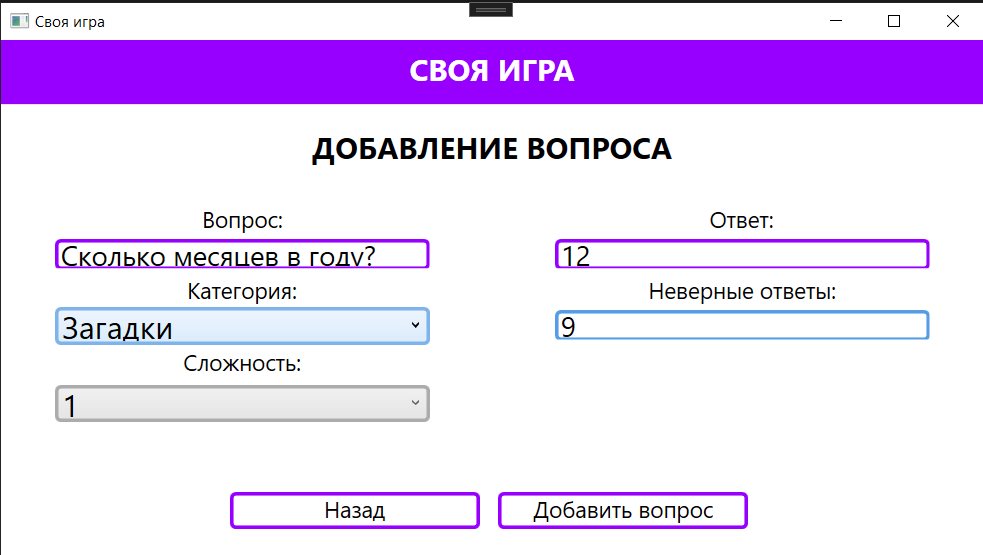 Своя игра
СВОЯ ИГРА
ДОБАВЛЕНИЕ ВОПРОСА
Вопрос:
Сколько месяцев в году?
Категория:
Загадки
Сложность:
1
Ответ:
12
Неверные ответы:
9
Назад
Добавить вопрос